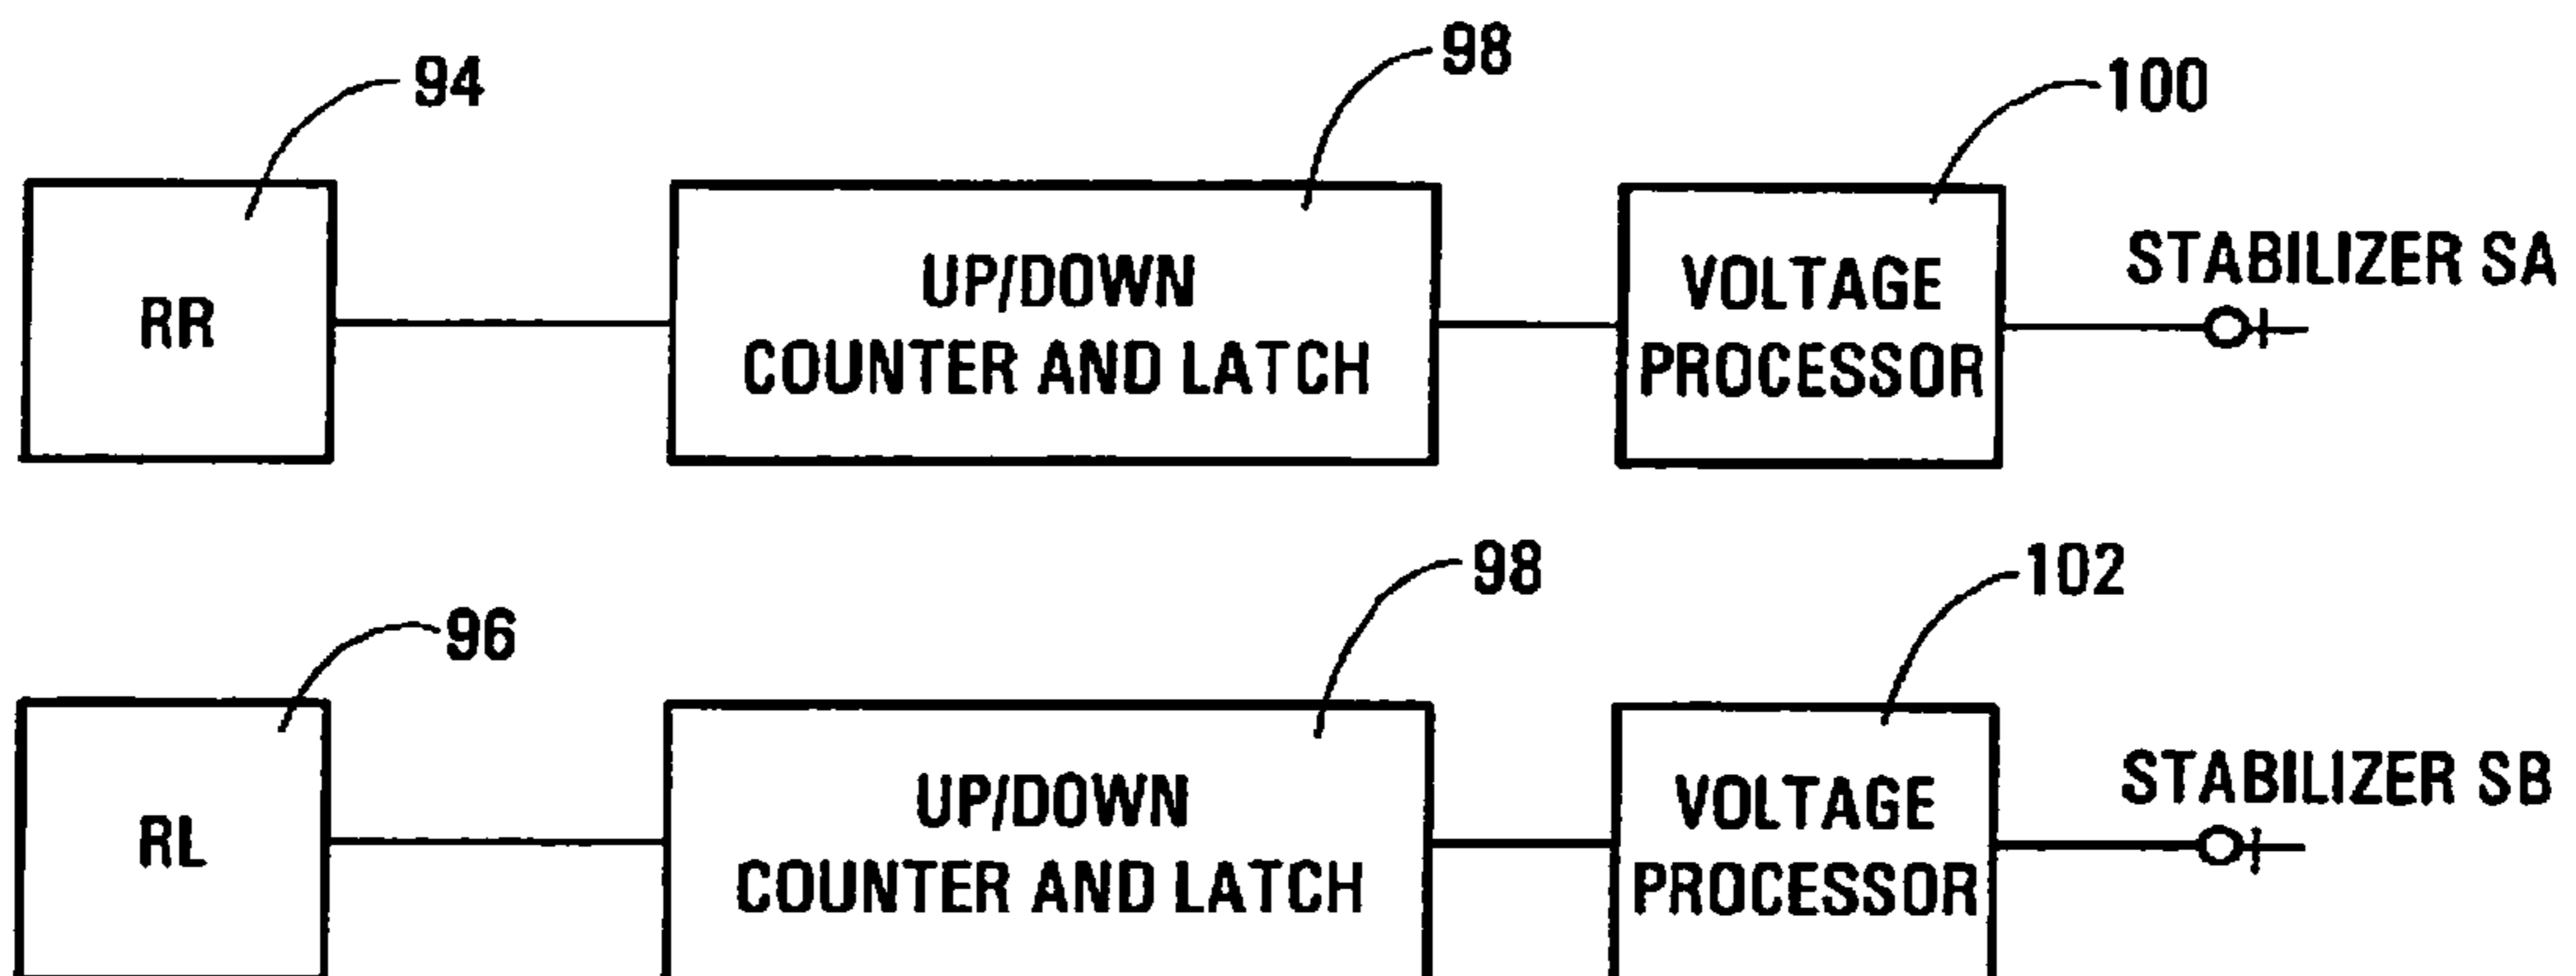 94
98
100
RR
UP/DOWN
COUNTER AND LATCH
VOLTAGE
PROCESSOR
STABILIZER SA
96
98
102
RL
UP/DOWN
COUNTER AND LATCH
VOLTAGE
PROCESSOR
STABILIZER SB